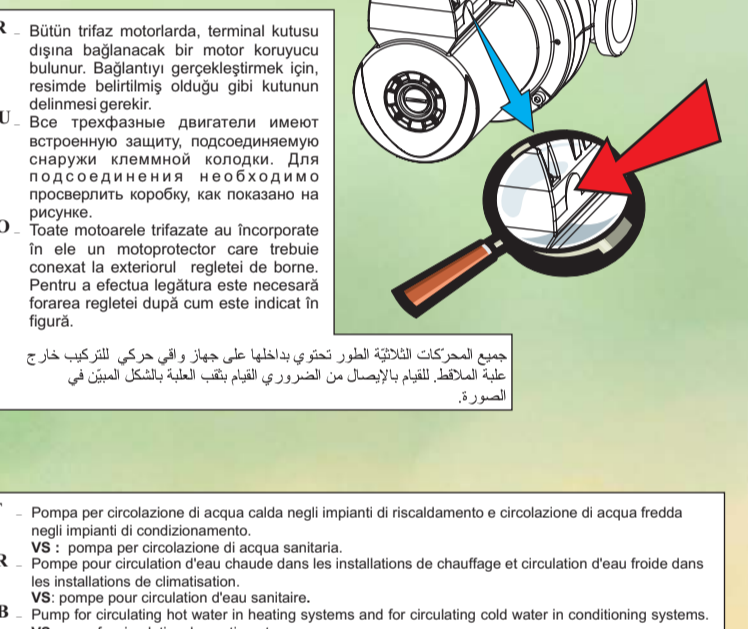 R – Bütün trifaz motorlarda, terminal kutusu
dışına bağlanacak bir motor koruyucu
bulunur. Bağlantıyı gerçekleştirmek için,
resimde belirtilmiş olduğu gibi kutunun
delinmesi gerekir.
U – Все трехфазные двигатели имеют
встроенную защиту, подсоединяемую
снаружи клеммной колодки. Для
подсоединения необходимо
просверлить коробку, как показано на
рисунке.
O – Toate motoarele trifazate au încorporate
în ele un motoprotector care trebuie
conexat la exteriorul regletei de borne.
Pentru a efectua legătura este necesară
forarea regletei după cum este indicat în
figură.
جميع المحرّكات الثلاثيّة الطور تحتوي بداخلها على جهاز واقي حركي للتركيب خارج
علبة الملاقط. للقيام بالإيصال من الضروري القيام بثقب العلبة بالشكل المبيّن في
الصورة.
– Pompa per circolazione di acqua calda negli impianti di riscaldamento e circolazione di acqua fredda
negli impianti di condizionamento.
VS : pompa per circolazione di acqua sanitaria.
R – Pompe pour circulation d'eau chaude dans les installations de chauffage et circulation d'eau froide dans
les installations de climatisation.
VS: pompe pour circulation d'eau sanitaire.
B – Pump for circulating hot water in heating systems and for circulating cold water in conditioning systems.